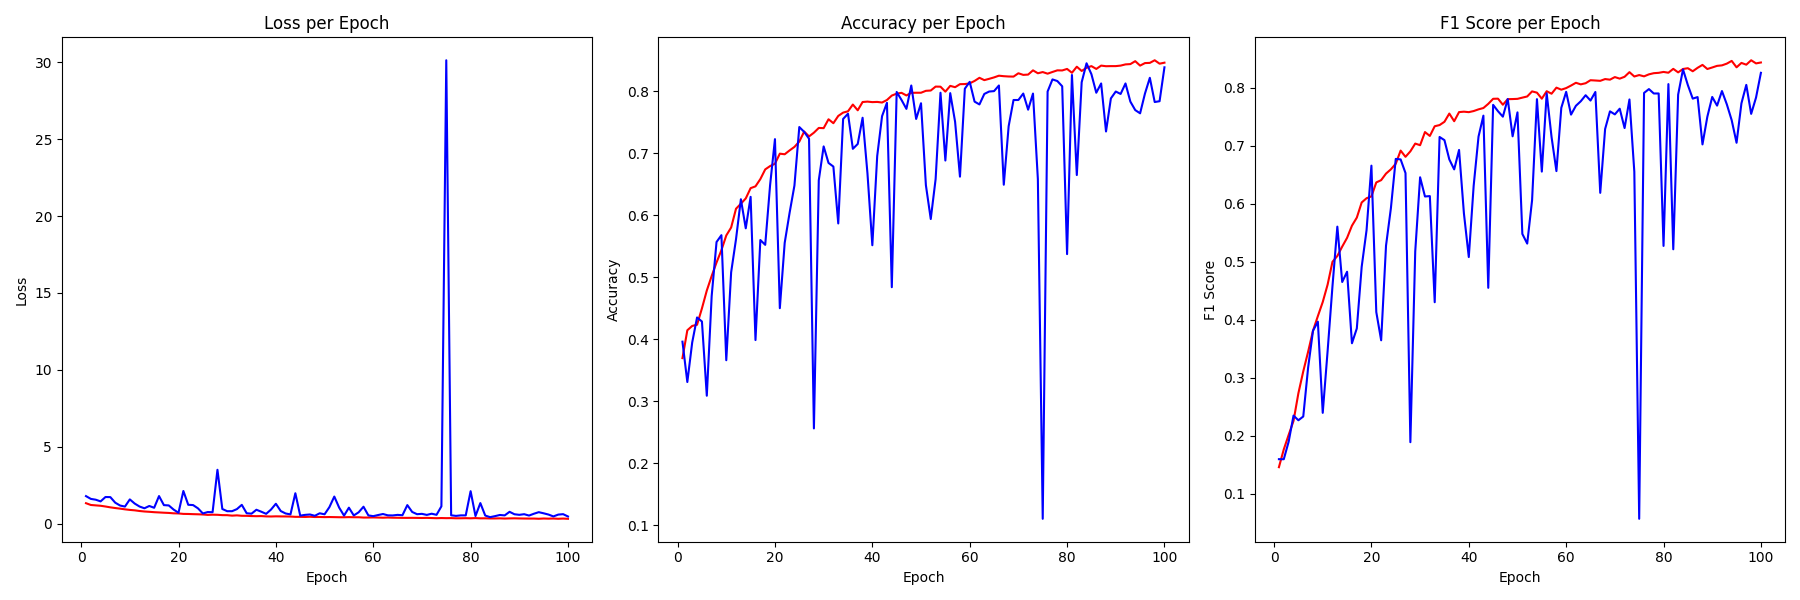 Loss per Epoch
Loss
30
25
20
15
10
5
0
0 20 40 60 80 100
Epoch
Accuracy per Epoch
Accuracy
0.8
0.7
0.6
0.5
0.4
0.3
0.2
0.1
0 20 40 60 80 100
Epoch
F1 Score per Epoch
F1 Score
0.8
0.7
0.6
0.5
0.4
0.3
0.2
0.1
0 20 40 60 80 100
Epoch